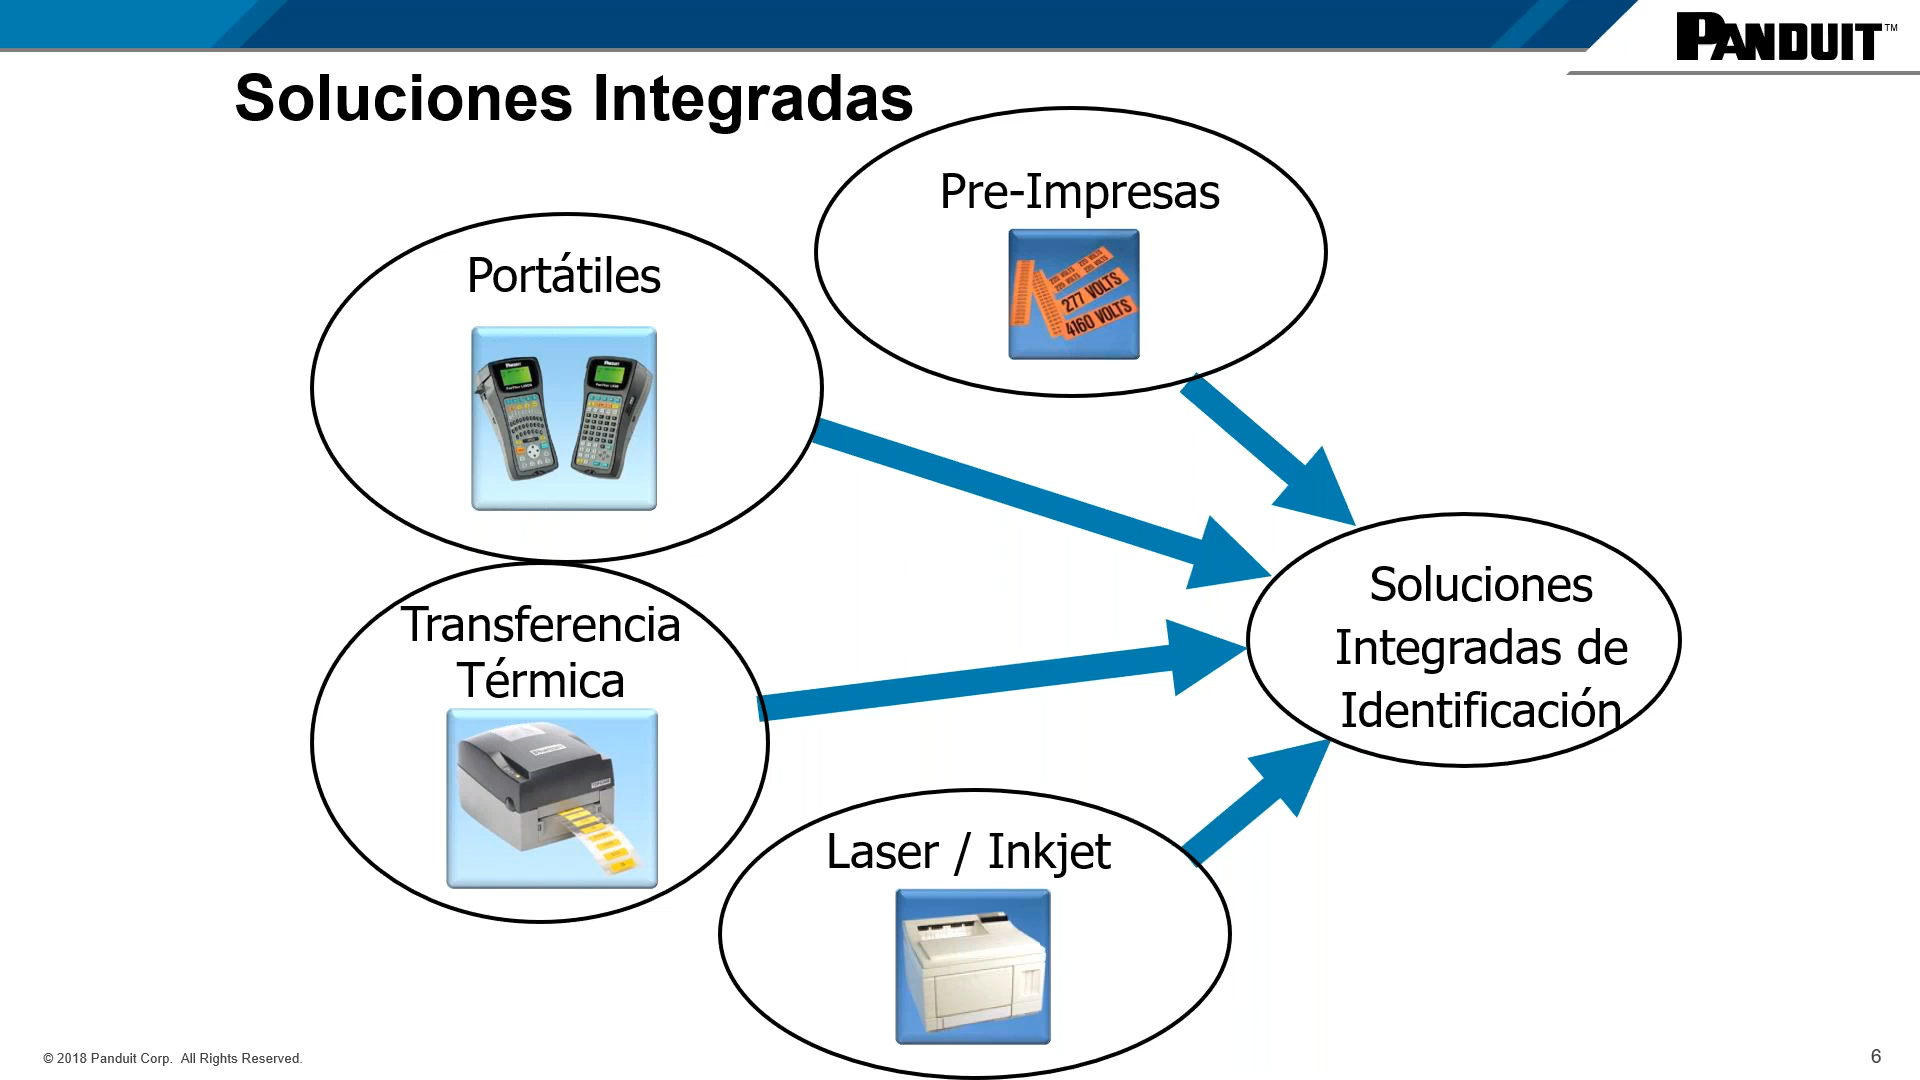 PANDUIT™
Soluciones Integradas
Pre-Impresas
277 VOLTS
4160 VOLTS
Portátiles
Transferencia
Térmica
Soluciones
Integradas de
Identificación
Laser / Inkjet
© 2018 Panduit Corp.  All Rights Reserved.
6